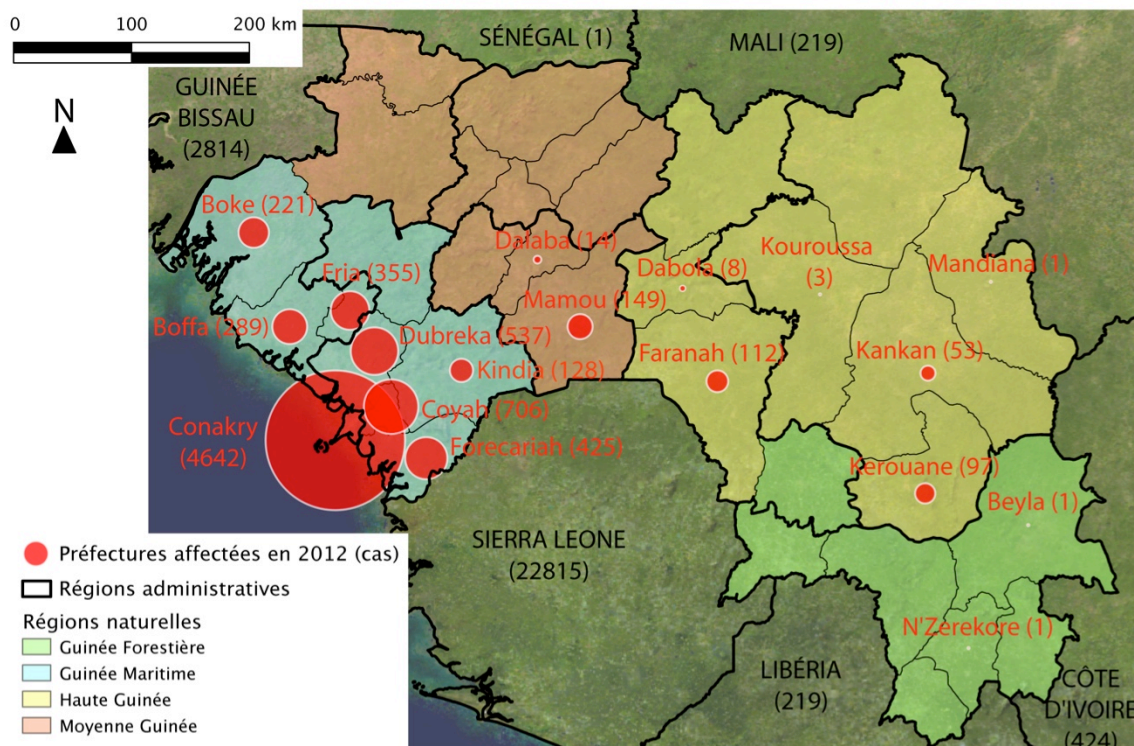 0 100 200 km
N
SÉNÉGAL (1)
MALI (219)
GUINÉE
BISSAU
(2814)
Boke (221)
Dalaba (14)
Kouroussa
(3)
Mandiana (1)
Fria (355)
Dabola (8)
Mamou (149)
Boffa (289)
Dubreka (537)
Faranah (112)
Kankan (53)
Kindia (128)
Coyah (706)
Conakry
(4642)
Forecariah (425)
Kerouane (97)
Beyla (1)
SIERRA LEONE
(22815)
N'Zerekore (1)
LIBÉRIA
(219)
CÔTE
D'IVOIRE
(424)
Préfectures affectées en 2012 (cas)
Régions administratives
Régions naturelles
Guinée Forestière
Guinée Maritime
Haute Guinée
Moyenne Guinée